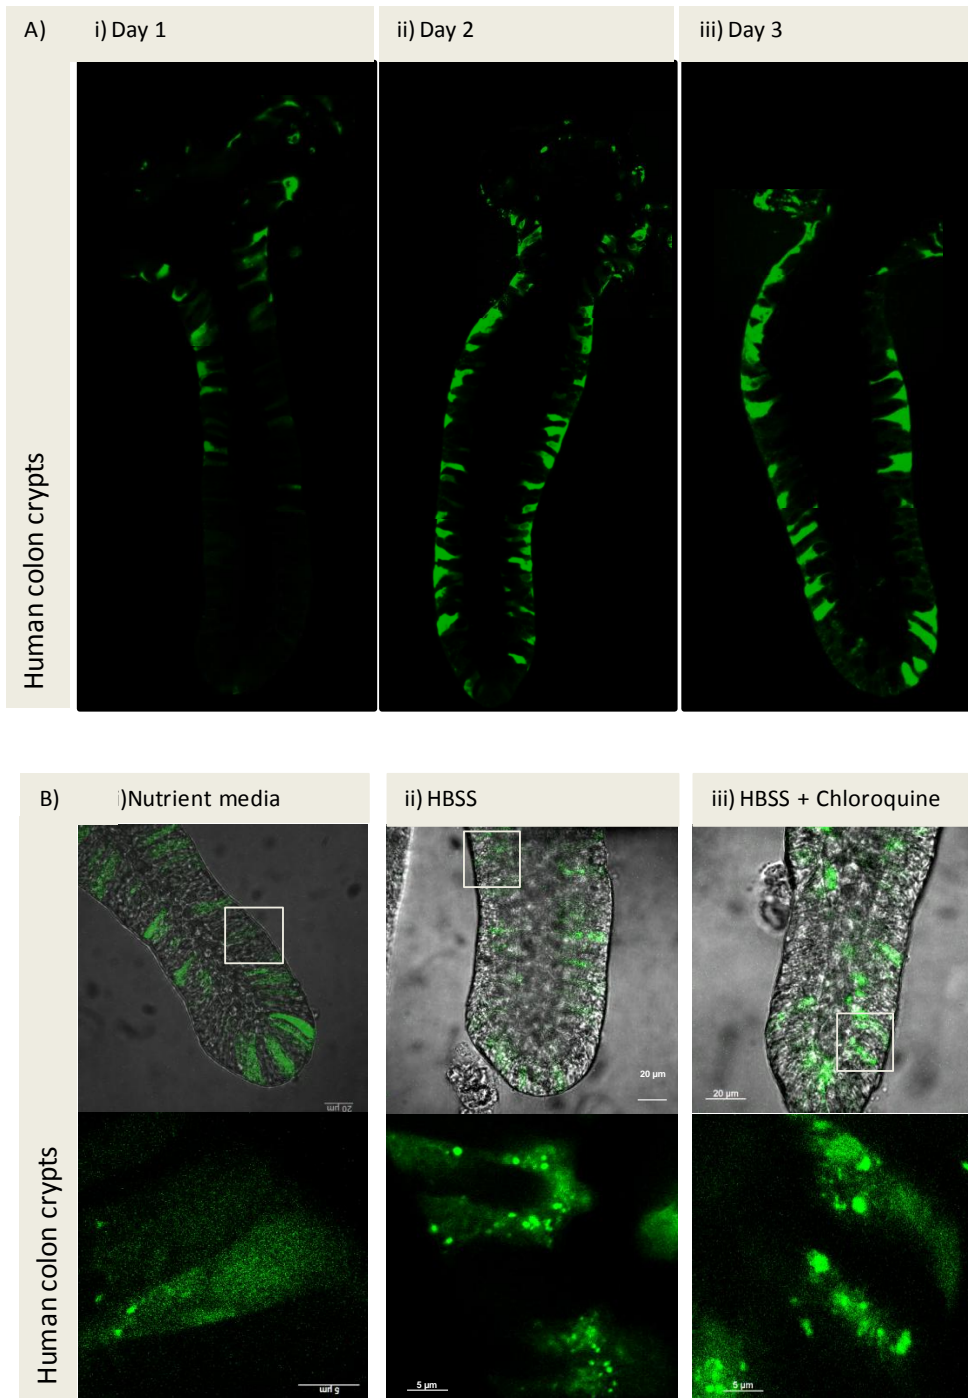 A)
i) Day 1
ii) Day 2
iii) Day 3
Human colon crypts
B)
i)Nutrient media
ii) HBSS
iii) HBSS + Chloroquine
20 µm
20 µm
20 µm
Human colon crypts
5 µm
5 µm
5 µm